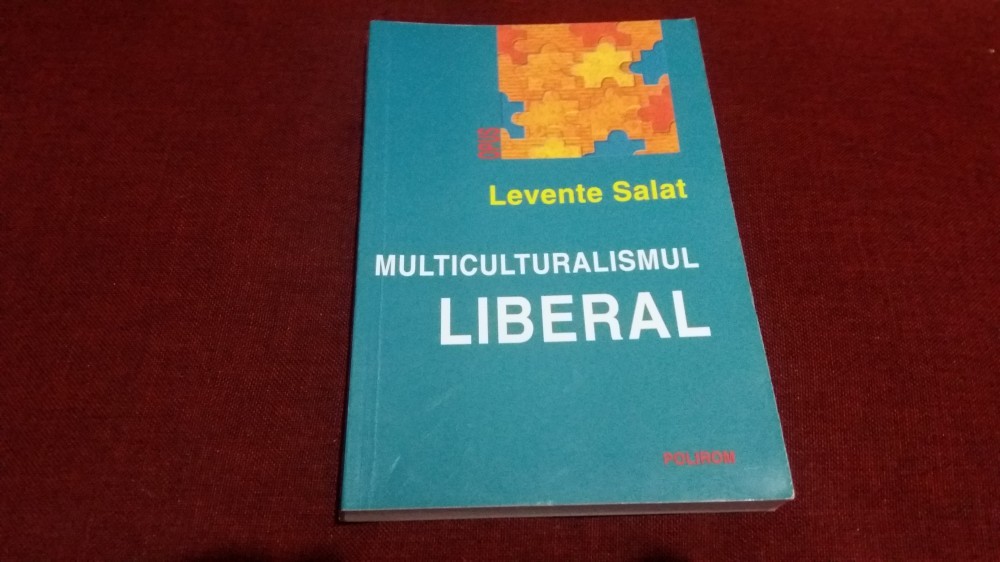 Levente Salat
MULTICULTURALISMUL
LIBERAL
POLIROM